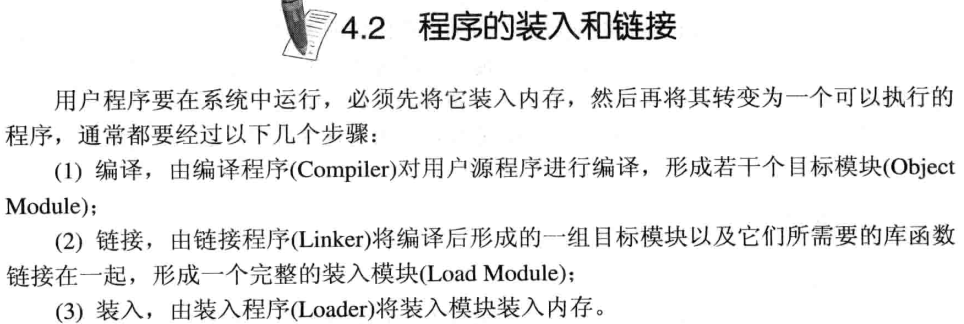 4.2 程序的装入和链接
用户程序要在系统中运行，必须先将它装入内存，然后再将其转变为一个可以执行的
程序，通常都要经过以下几个步骤：
(1) 编译，由编译程序(Compiler)对用户源程序进行编译，形成若干个目标模块(Object
Module)；
(2) 链接，由链接程序(Linker)将编译后形成的一组目标模块以及它们所需要的库函数
链接在一起，形成一个完整的装入模块(Load Module)；
(3) 装入，由装入程序(Loader)将装入模块装入内存。